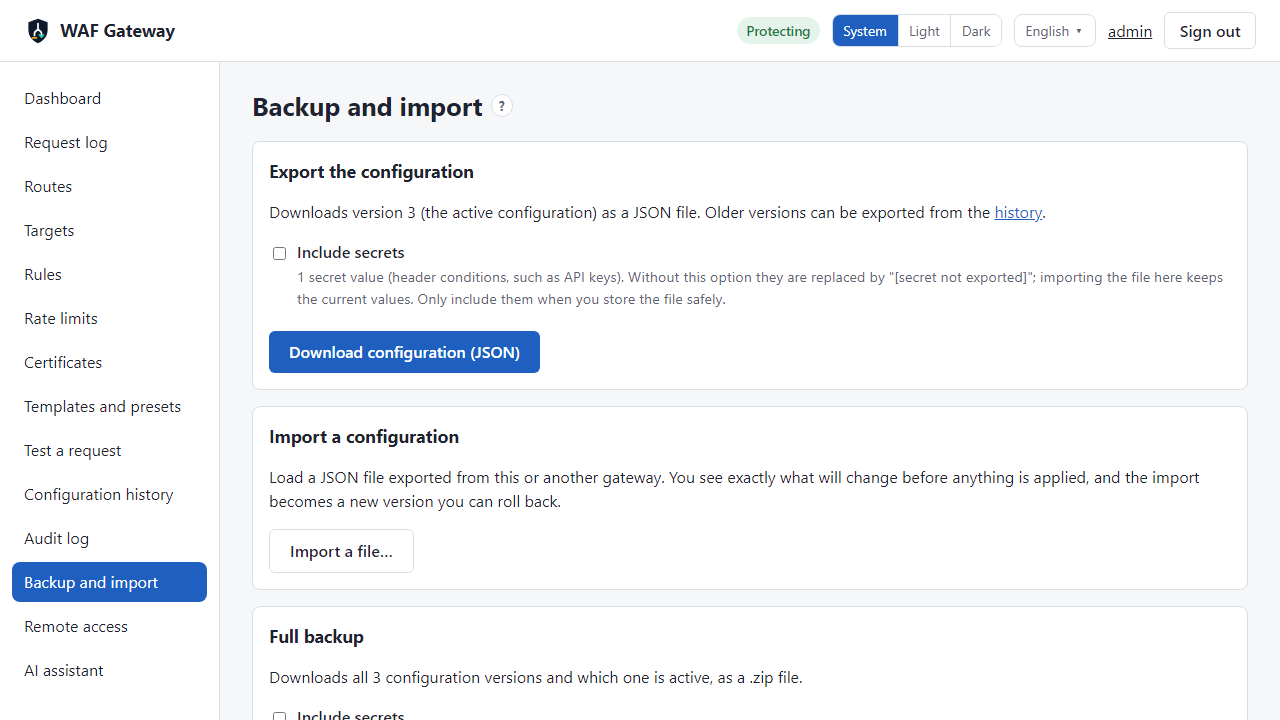 WAF Gateway
Protecting
System
Light
Dark
English
admin
Sign out
Dashboard
Request log
Routes
Targets
Rules
Rate limits
Certificates
Templates and presets
Test a request
Configuration history
Audit log
Backup and import
Remote access
AI assistant
Backup and import ?
Export the configuration
Downloads version 3 (the active configuration) as a JSON file. Older versions can be exported from the history.
Include secrets
1 secret value (header conditions, such as API keys). Without this option they are replaced by "[secret not exported]"; importing the file here keeps
the current values. Only include them when you store the file safely.
Download configuration (JSON)
Import a configuration
Load a JSON file exported from this or another gateway. You see exactly what will change before anything is applied, and the import
becomes a new version you can roll back.
Import a file...
Full backup
Downloads all 3 configuration versions and which one is active, as a .zip file.
Include secrets